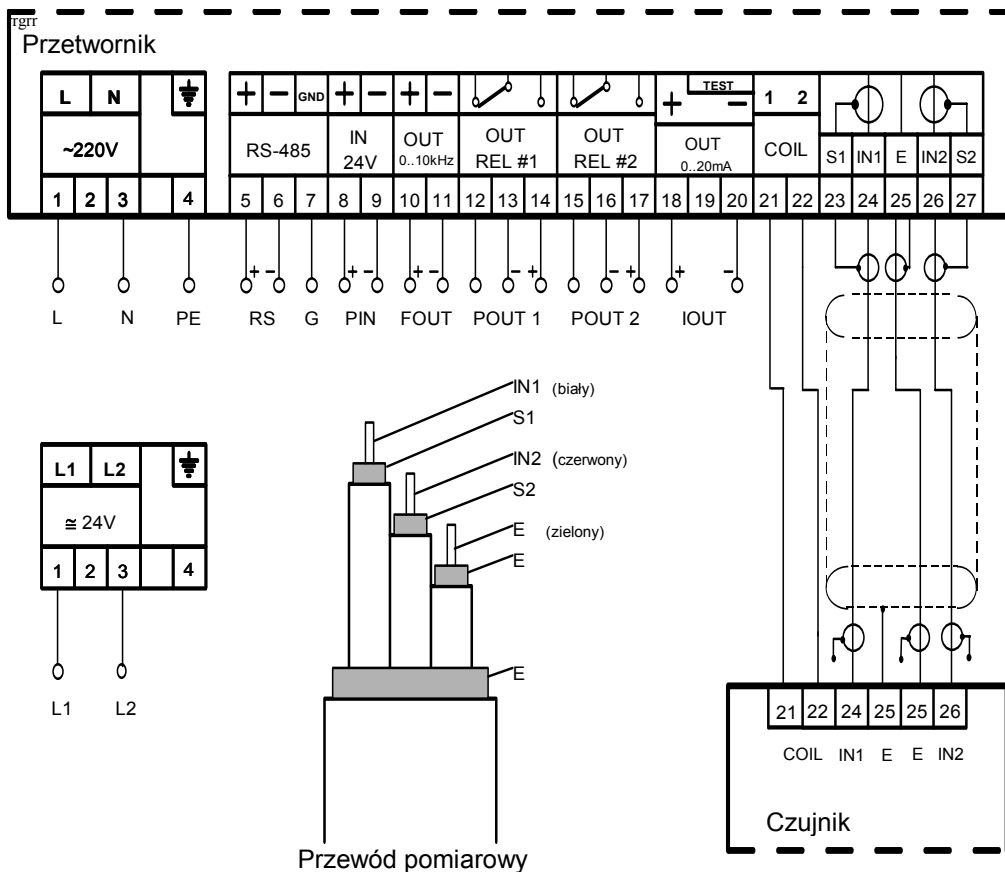 rgrr
Przetwornik
L N
~220V
1 2 3 4
+ − GND + − + − TEST + − 1 2
RS-485 IN 24V OUT 0..10kHz OUT REL #1 OUT REL #2 OUT 0..20mA COIL S1 IN1 E IN2 S2
5 6 7 8 9 10 11 12 13 14 15 16 17 18 19 20 21 22 23 24 25 26 27
+ − + − + − − + − + + −
L N PE RS G PIN FOUT POUT 1 POUT 2 IOUT
IN1 (biały)
S1
IN2 (czerwony)
S2
E (zielony)
E
E
L1 L2
≅ 24V
1 2 3 4
L1 L2
21 22 24 25 25 26
COIL IN1 E E IN2
Czujnik
Przewód pomiarowy